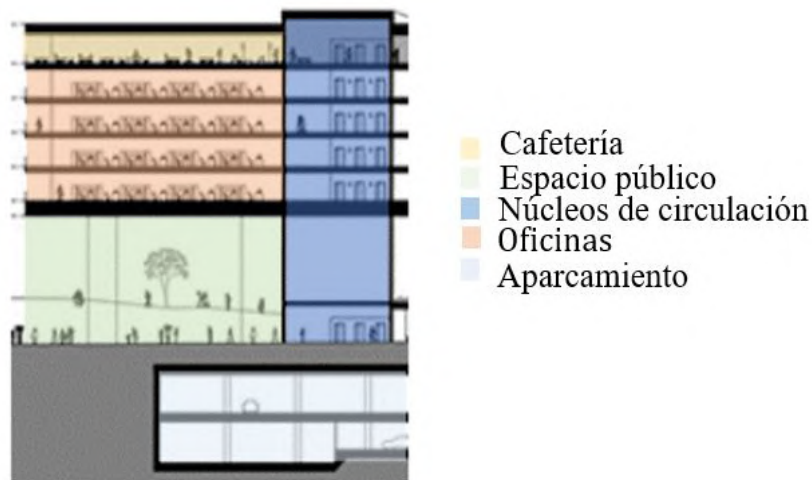 Cafetería
Espacio público
Núcleos de circulación
Oficinas
Aparcamiento